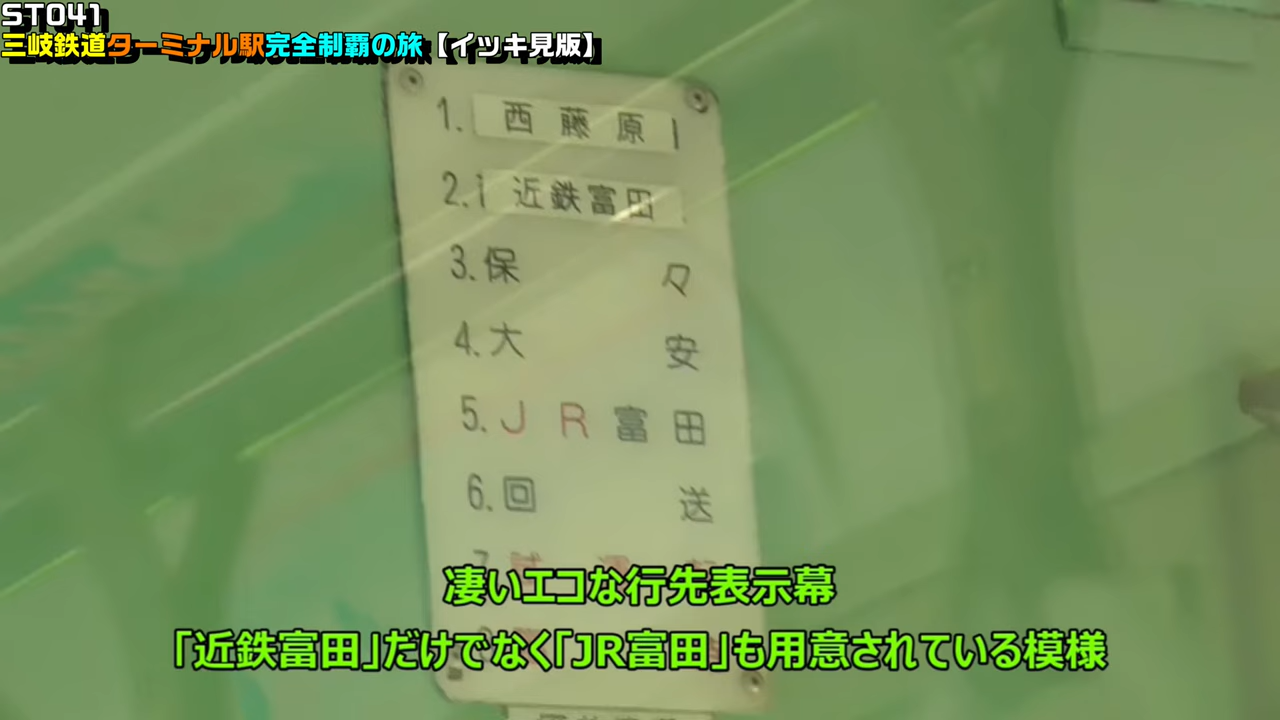 ST041
三岐鉄道ターミナル駅完全制覇の旅【イッキ見版】
1. 西藤原
2. 近鉄富田
3. 保々
4. 大安
5. JR富田
6. 回送
凄いエコな行先表示幕
「近鉄富田」だけでなく「JR富田」も用意されている模様